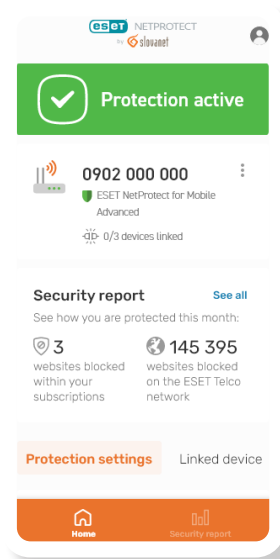 eseT NETPROTECT
by slovanet
Protection active
0902 000 000
ESET NetProtect for Mobile
Advanced
0/3 devices linked
Security report See all
See how you are protected this month:
3 145 395
websites blocked websites blocked
within your on the ESET Telco
subscriptions network
Protection settings Linked device
Home Security report